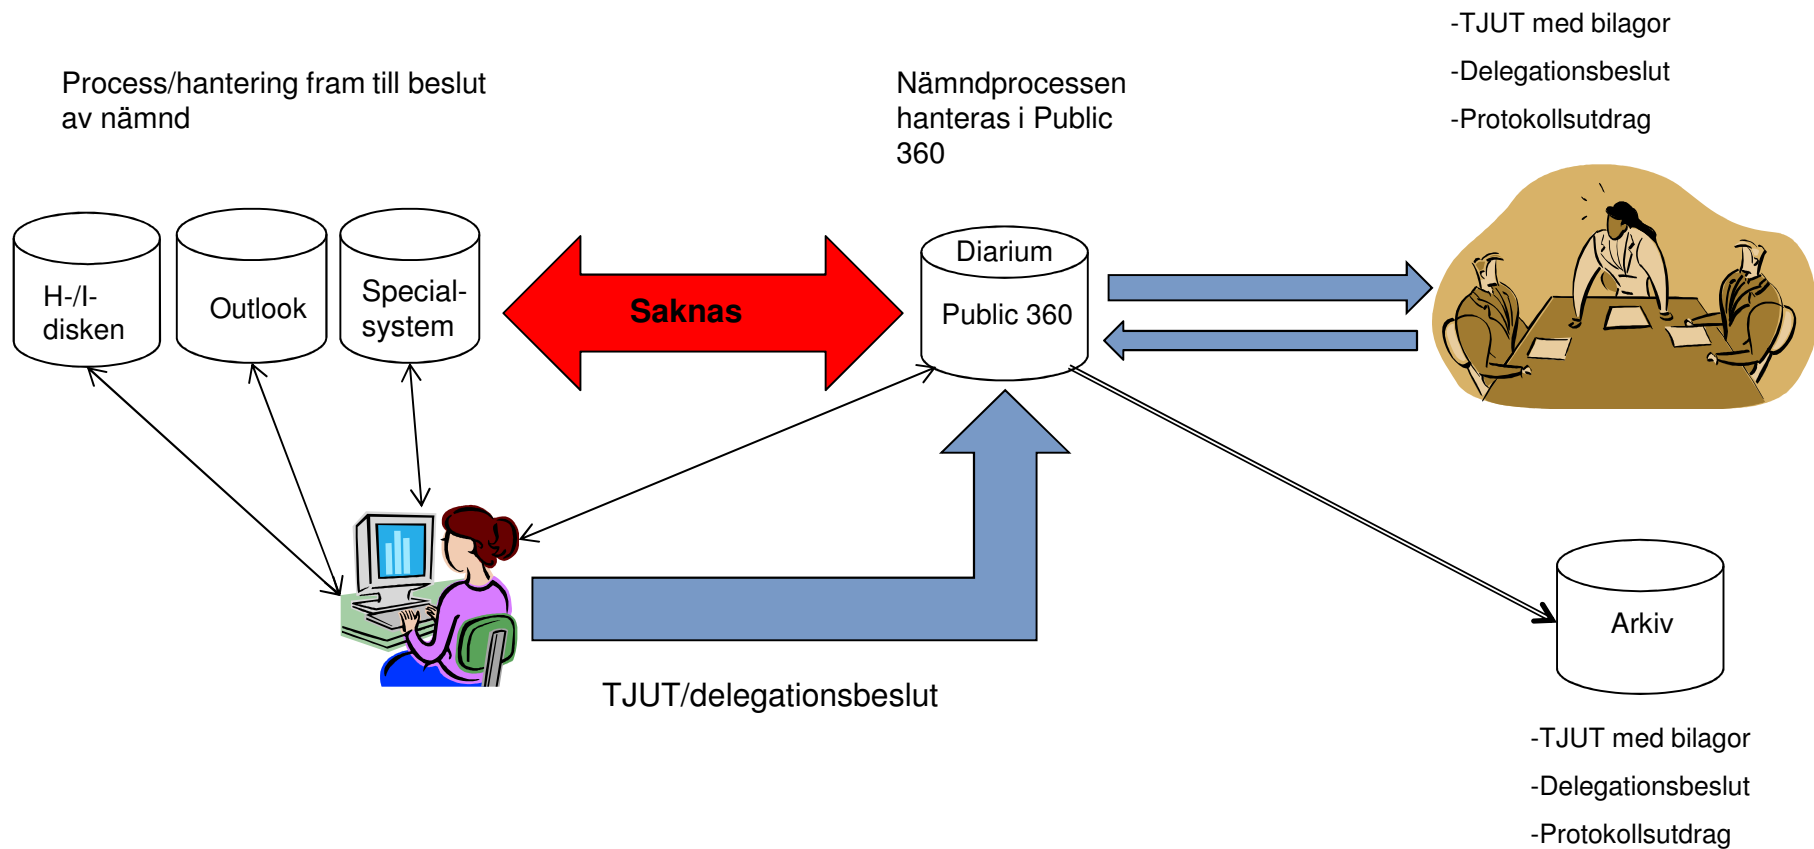 Process/hantering fram till beslut
av nämnd
Nämndprocessen
hanteras i Public
360
-TJUT med bilagor
-Delegationsbeslut
-Protokollsutdrag
H-/I-
disken
Outlook
Special-
system
Saknas
Diarium
Public 360
TJUT/delegationsbeslut
Arkiv
-TJUT med bilagor
-Delegationsbeslut
-Protokollsutdrag